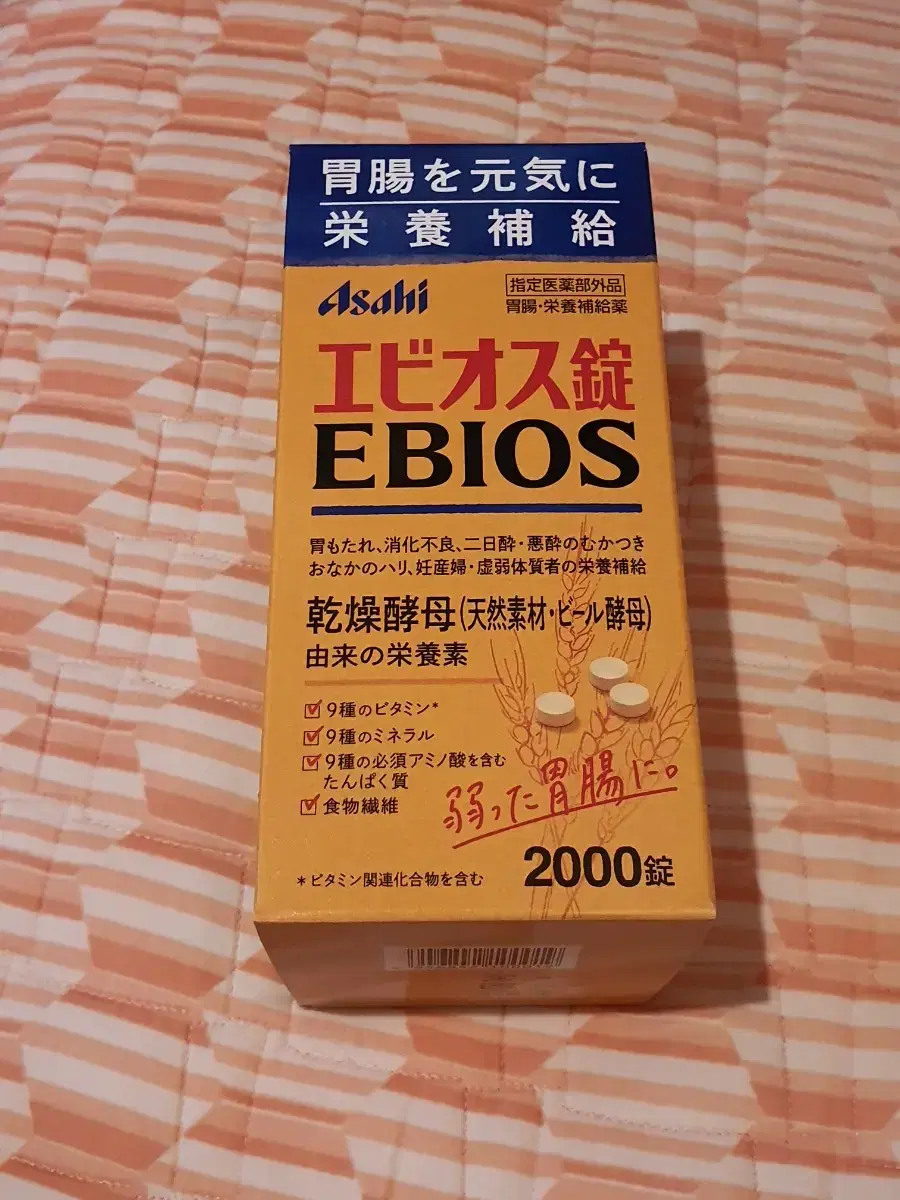 胃腸を元気に
栄養補給
Asahi
指定医薬部外品
胃腸・栄養補給薬
エビオス錠
EBIOS
胃もたれ、消化不良、二日酔・悪酔のむかつき
おなかのハリ、妊産婦・虚弱体質者の栄養補給
乾燥酵母(天然素材・ビール酵母)
由来の栄養素
9種のビタミン*
9種のミネラル
9種の必須アミノ酸を含む
たんぱく質
食物繊維
弱った胃腸に。
*ビタミン関連化合物を含む
2000錠